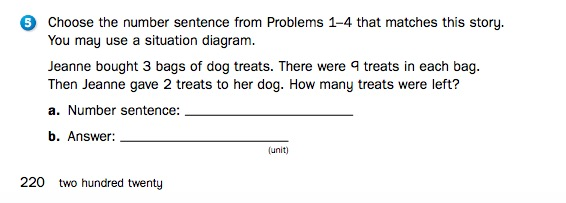 5 Choose the number sentence from Problems 1–4 that matches this story.
You may use a situation diagram.
Jeanne bought 3 bags of dog treats. There were 9 treats in each bag.
Then Jeanne gave 2 treats to her dog. How many treats were left?
a. Number sentence:
b. Answer:
(unit)
220 two hundred twenty